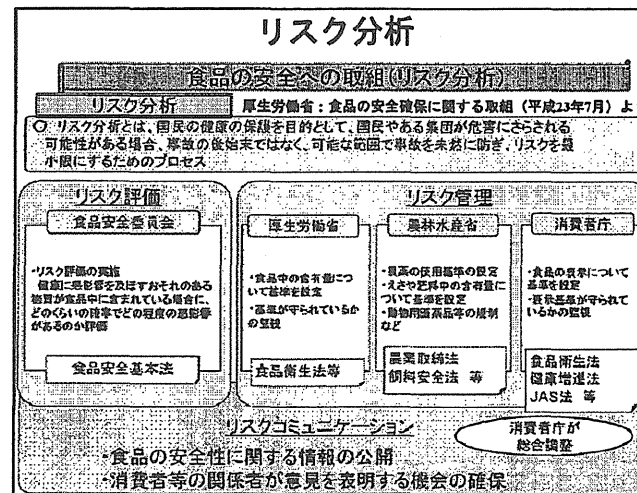 リスク分析
食品の安全への取組(リスク分析)
リスク分析
厚生労働省:食品の安全確保に関する取組(平成23年7月)よ
○ リスク分析とは、国民の健康の保護を目的として、国民やある集団が危害にさらされる
可能性がある場合、事故の後始末ではなく、可能な範囲で事故を未然に防ぎ、リスクを最
小限にするためのプロセス
リスク評価
食品安全委員会
・リスク評価の実施
健康に悪影響を及ぼすおそれのある
物質が食品中に含まれている場合に、
どのくらいの確率でどの程度の悪影響
があるのか評価
食品安全基本法
リスク管理
厚生労働省
・食品中の含有量につ
いて基準を設定
・基準が守られているか
の監視
食品衛生法等
農林水産省
・農薬の使用基準の設定
・えさや肥料中の含有量に
ついて基準を設定
・動物用医薬品等の規制
など
農薬取締法
飼料安全法 等
消費者庁
・食品の表示について
基準を設定
・表示基準が守られて
いるかの監視
食品衛生法
健康増進法
JAS法 等
リスクコミュニケーション
・食品の安全性に関する情報の公開
・消費者等の関係者が意見を表明する機会の確保
消費者庁が
総合調整